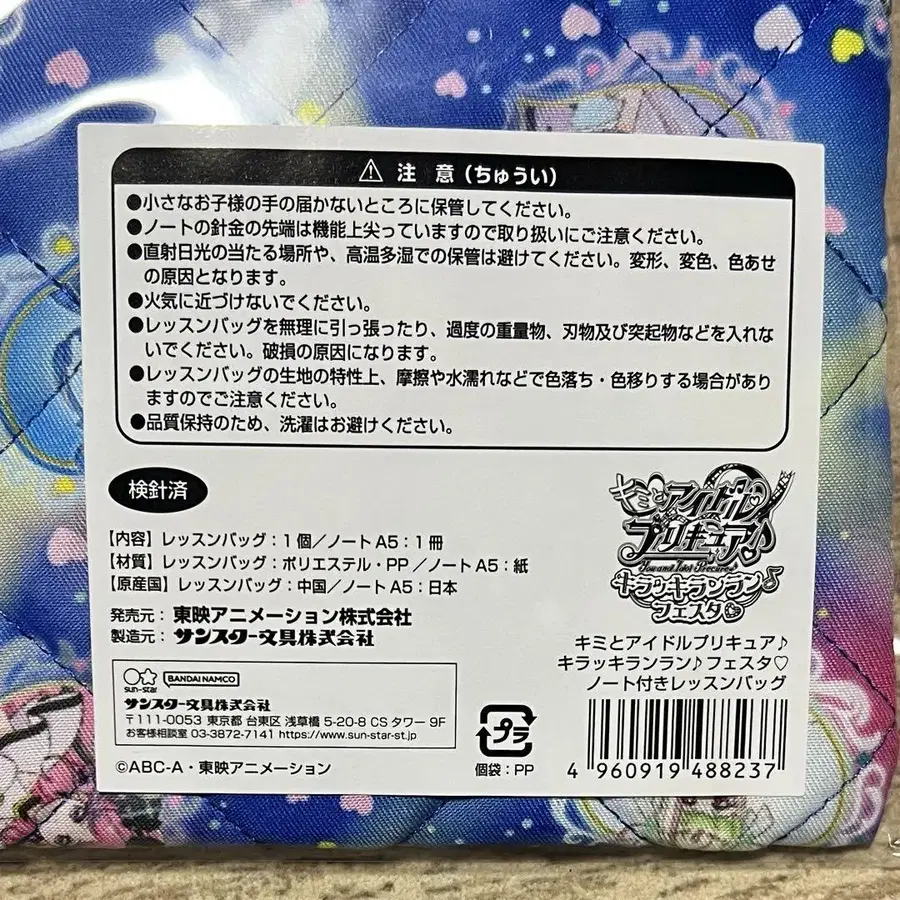 ⚠ 注 意（ちゅうい）
●小さなお子様の手の届かないところに保管してください。
●ノートの針金の先端は機能上尖っていますので取り扱いにご注意ください。
●直射日光の当たる場所や、高温多湿での保管は避けてください。変形、変色、色あせ
の原因となります。
●火気に近づけないでください。
●レッスンバッグを無理に引っ張ったり、過度の重量物、刃物及び突起物などを入れな
いでください。破損の原因になります。
●レッスンバッグの生地の特性上、摩擦や水濡れなどで色落ち・色移りする場合があり
ますのでご注意ください。
●品質保持のため、洗濯はお避けください。
検針済
【内容】レッスンバッグ：1個／ノートA5：1冊
【材質】レッスンバッグ：ポリエステル・PP／ノートA5：紙
【原産国】レッスンバッグ：中国／ノートA5：日本
発売元：東映アニメーション株式会社
製造元：サンスター文具株式会社
sun-star BANDAI NAMCO
サンスター文具株式会社
〒111-0053 東京都 台東区 浅草橋 5-20-8 CS タワー 9F
お客様相談室 03-3872-7141 https://www.sun-star-st.jp
©ABC-A・東映アニメーション
プラ
個袋：PP
キミとアイドル
プリキュア♪
You and Idol Precure♪
キラッキランラン♪
フェスタ
キミとアイドルプリキュア♪
キラッキランラン♪フェスタ♡
ノート付きレッスンバッグ
4 960919 488237